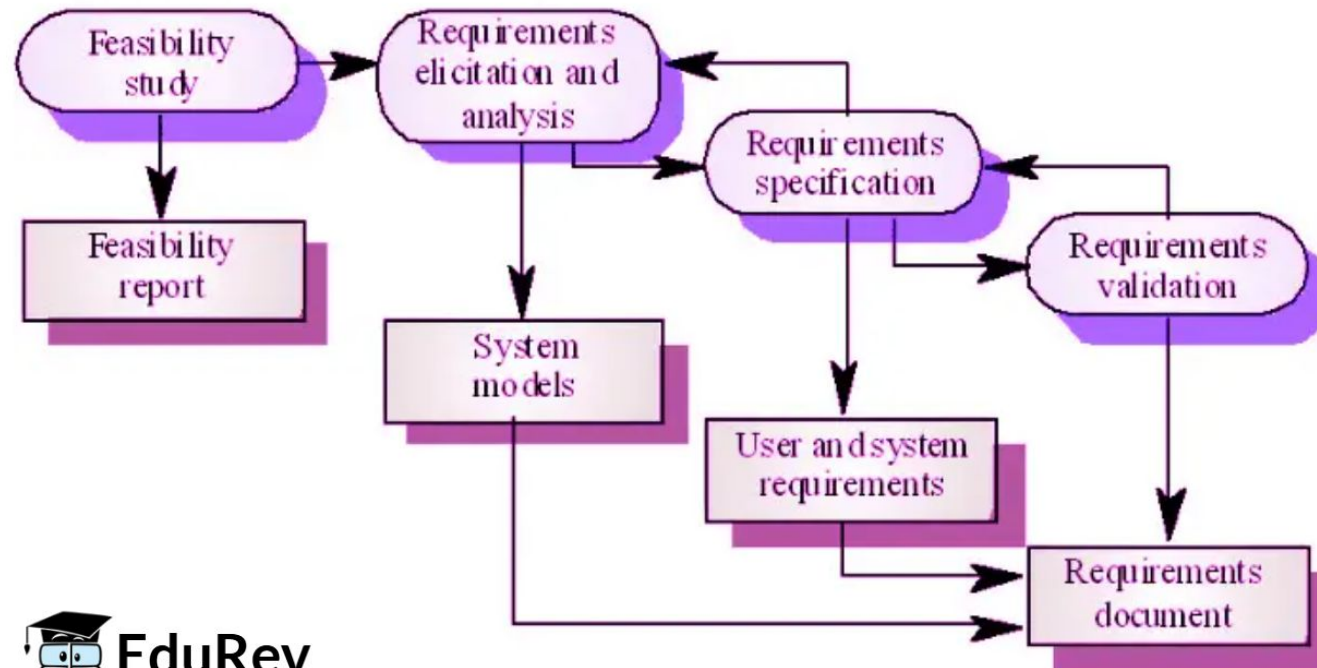 Feasibility
study
Requirements
elicitation and
analysis
Requirements
specification
Requirements
validation
Feasibility
report
System
models
User and system
requirements
Requirements
document
EduRev